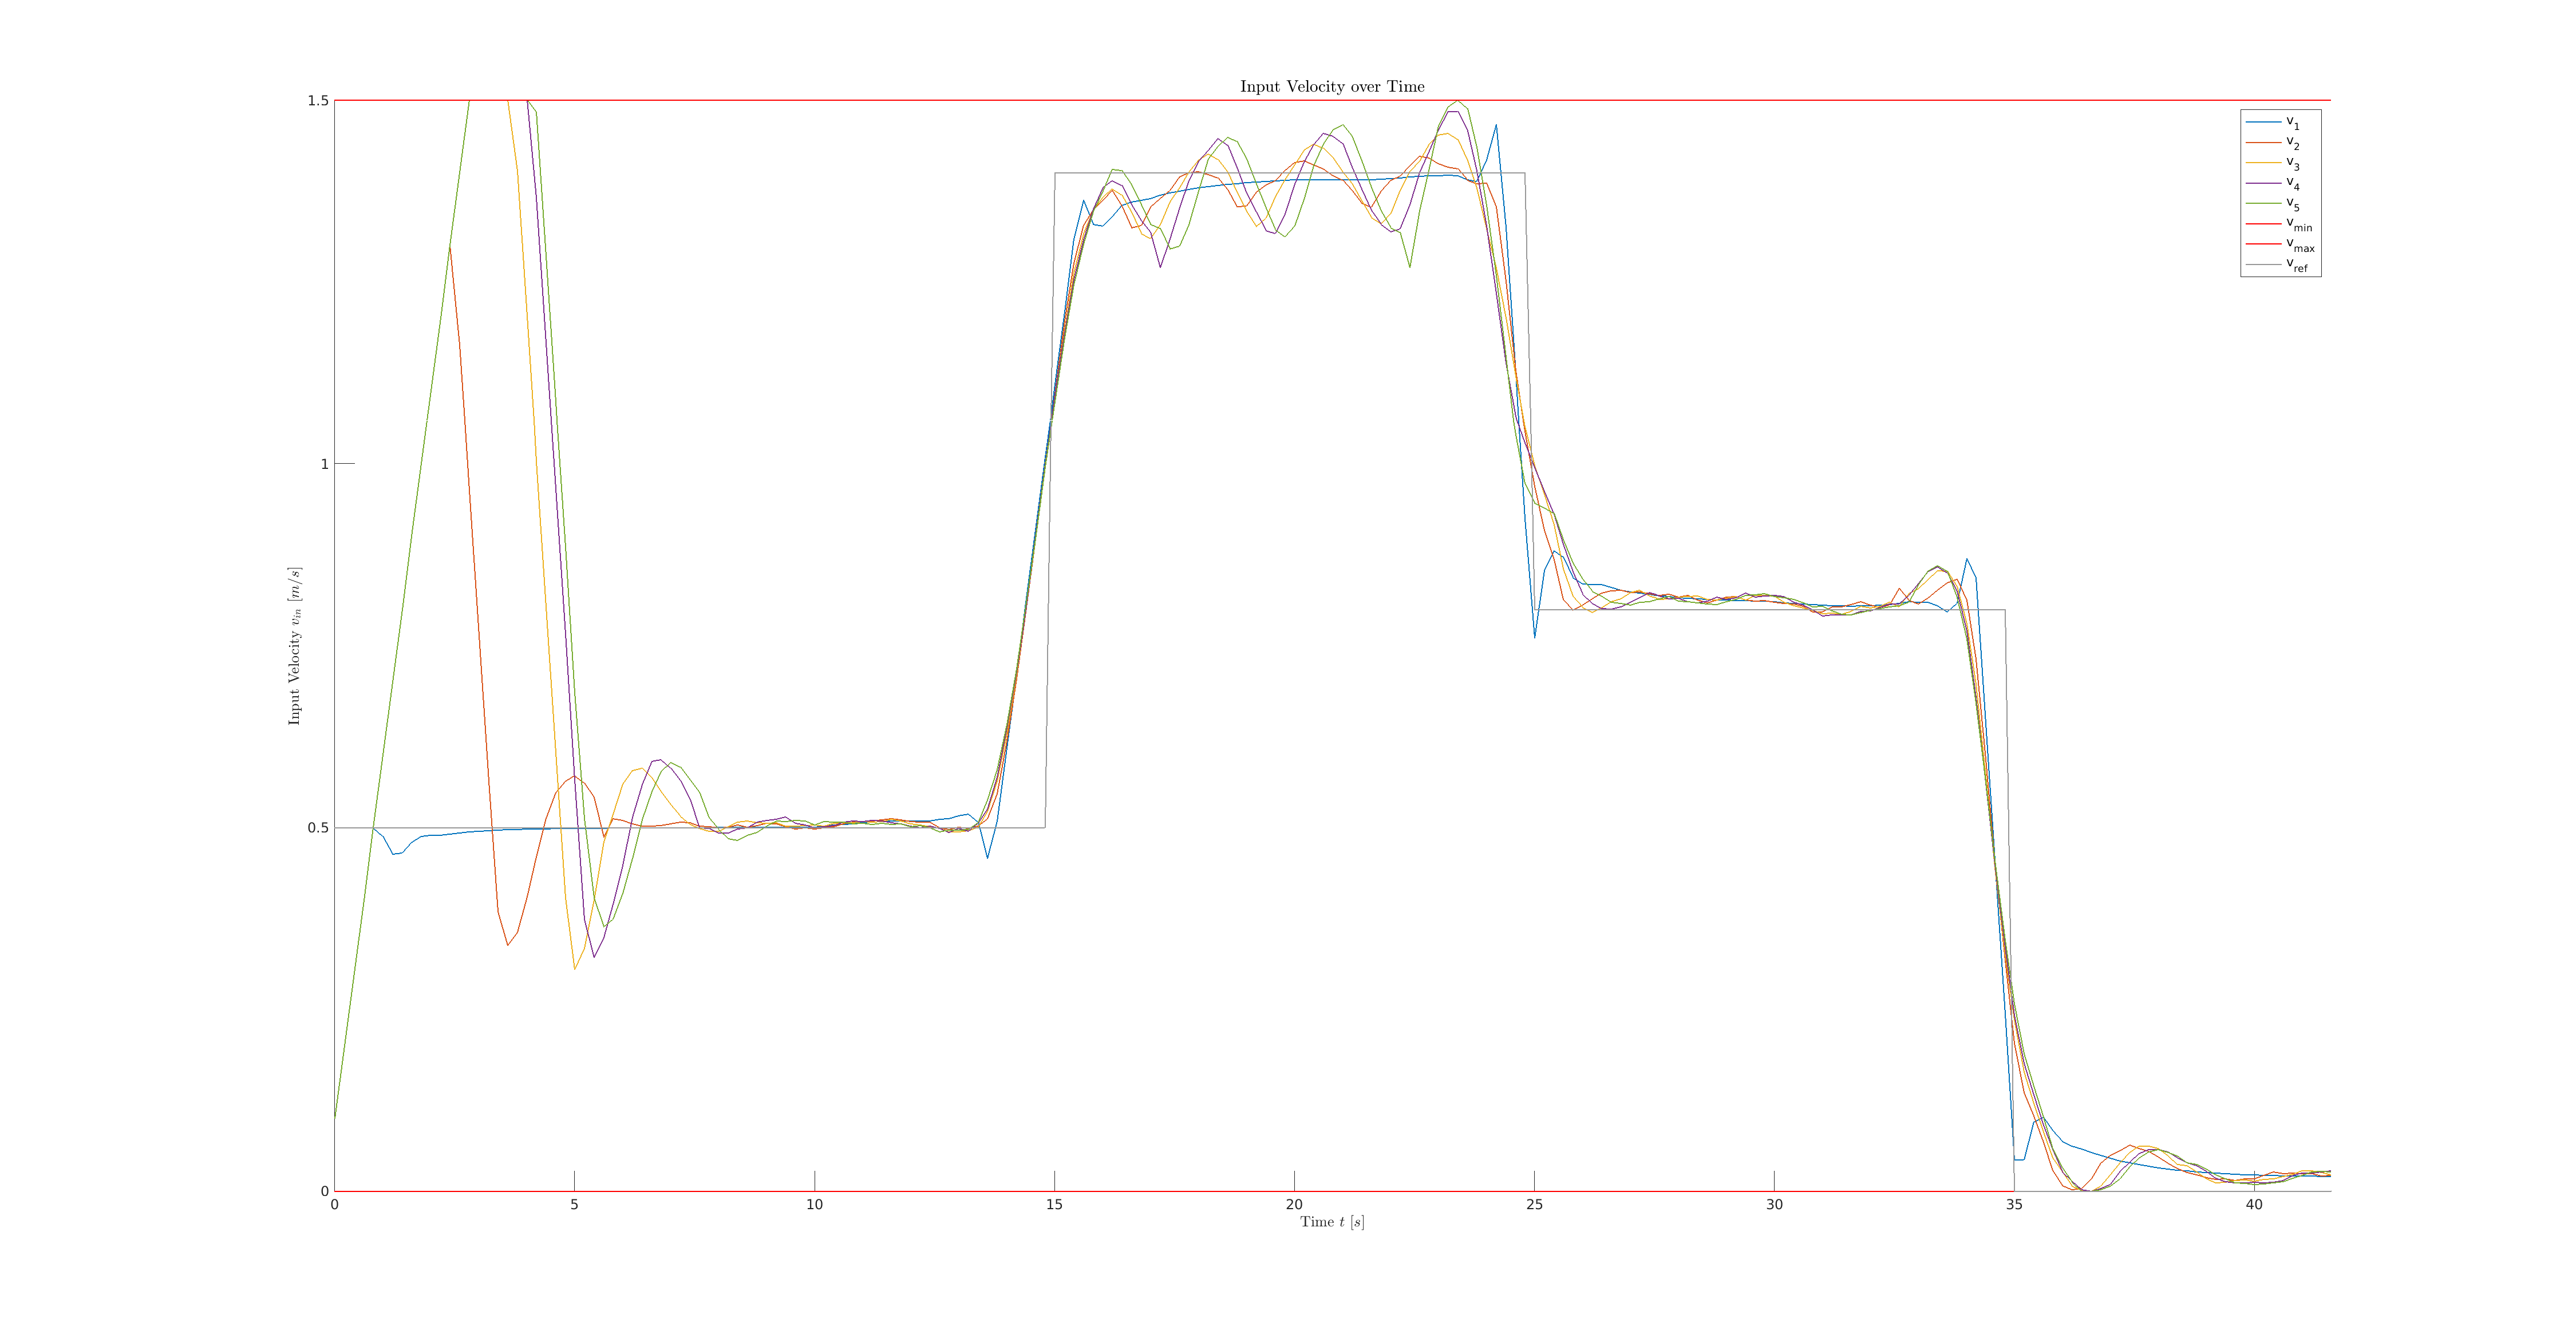 Input Velocity over Time
1.5
1
0.5
0
Input Velocity v_in [m/s]
0 5 10 15 20 25 30 35 40
Time t [s]
v_1
v_2
v_3
v_4
v_5
v_min
v_max
v_ref